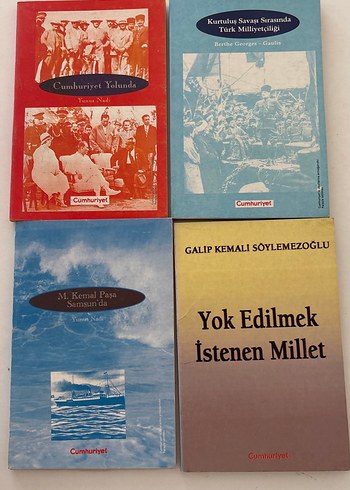 Cumhuriyet Yolunda
Yunus Nadi
Cumhuriyet
Kurtuluş Savaşı Sırasında
Türk Milliyetçiliği
Berthe Georges - Gaulis
Cumhuriyet
M. Kemal Paşa
Samsun'da
Yunus Nadi
Cumhuriyet
GALİP KEMALİ SÖYLEMEZOĞLU
Yok Edilmek
İstenen Millet
Cumhuriyet